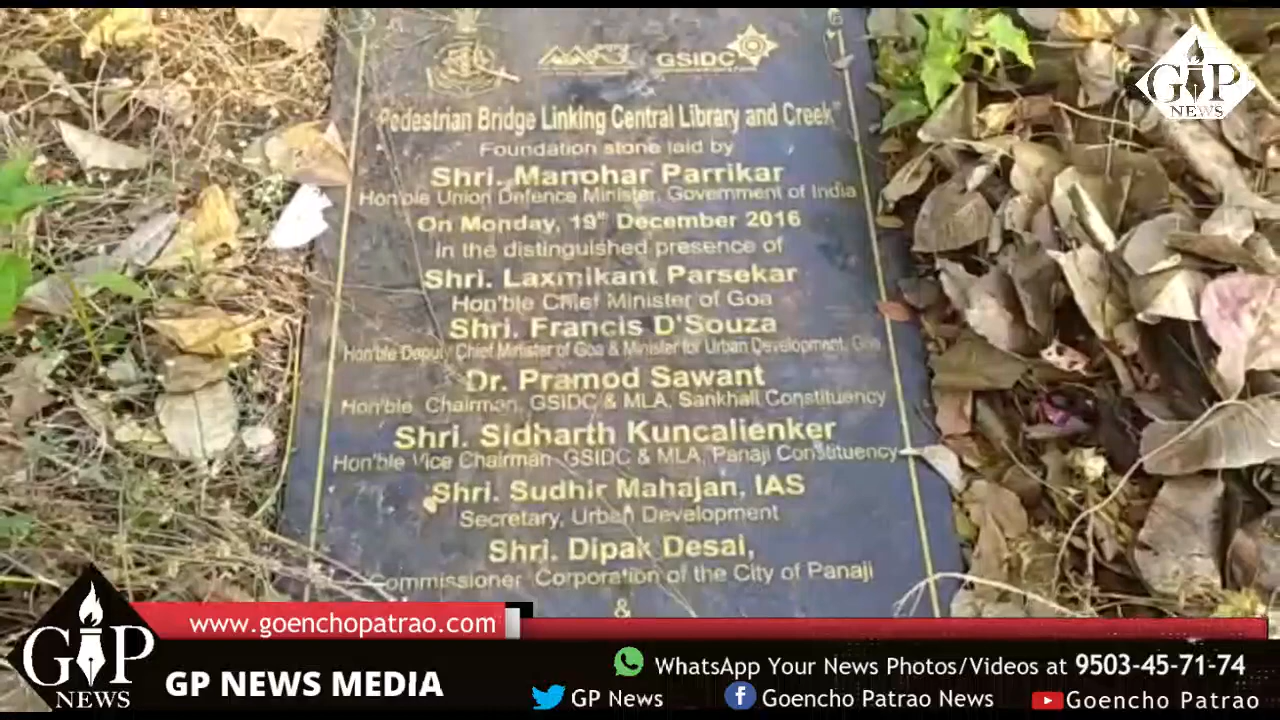 GSIDC
GP
NEWS
"Pedestrian Bridge Linking Central Library and Creek"
Foundation stone laid by
Shri. Manohar Parrikar
Hon'ble Union Defence Minister, Government of India
On Monday, 19th December 2016
In the distinguished presence of
Shri. Laxmikant Parsekar
Hon'ble Chief Minister of Goa
Shri. Francis D'Souza
Hon'ble Deputy Chief Minister of Goa & Minister for Urban Development, Goa
Dr. Pramod Sawant
Hon'ble Chairman, GSIDC & MLA, Sankhali Constituency
Shri. Sidharth Kuncalienker
Hon'ble Vice Chairman GSIDC & MLA, Panaji Constituency
Shri. Sudhir Mahajan, IAS
Secretary, Urban Development
Shri. Dipak Desai,
Commissioner Corporation of the City of Panaji
&
www.goenchopatrao.com
GP
NEWS
GP NEWS MEDIA
WhatsApp Your News Photos/Videos at 9503-45-71-74
GP News Goencho Patrao News Goencho Patrao